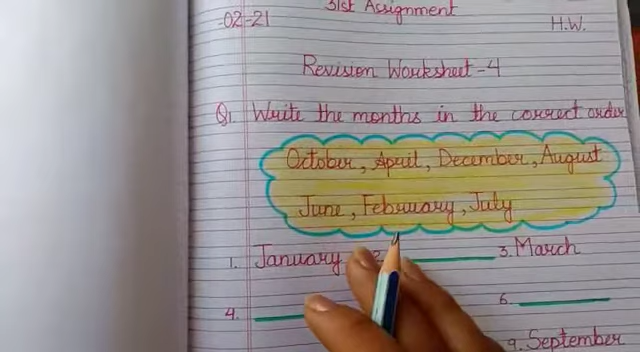 -02-21
31st Assignment
H.W.
Revision Worksheet-4
Q1. Write the months in the correct order
October, April, December, August
June, February, July
1. January 2. 3. March
4. 6.
9. September